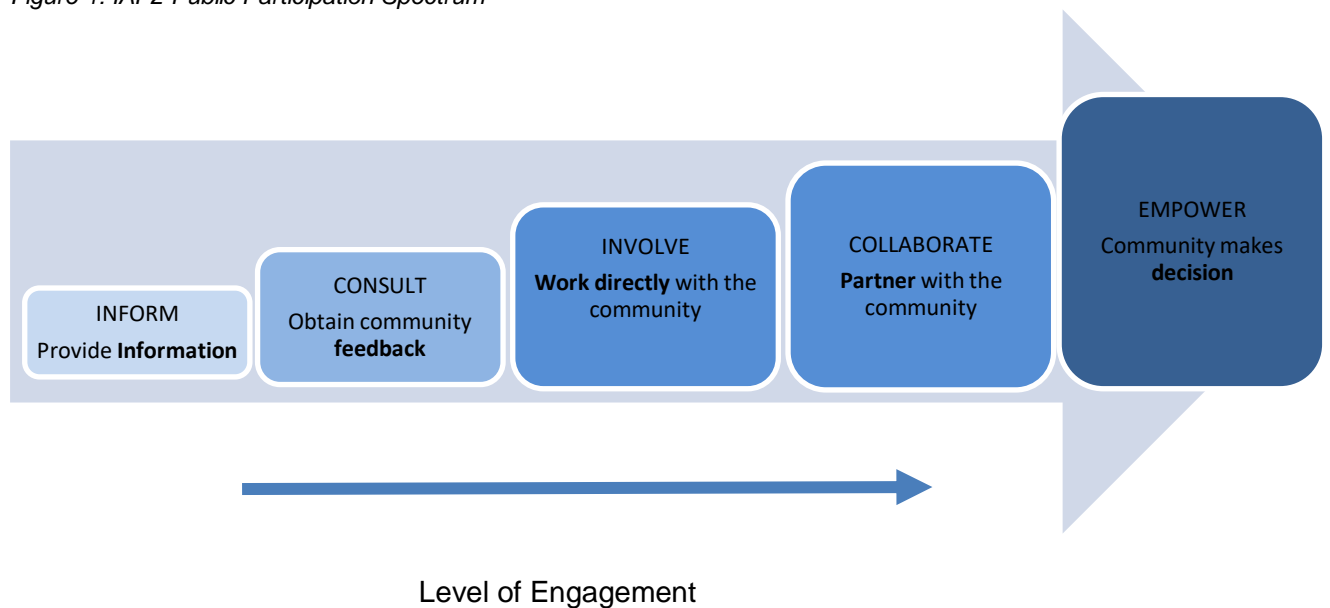 INFORM
Provide Information
CONSULT
Obtain community
feedback
INVOLVE
Work directly with the
community
COLLABORATE
Partner with the
community
EMPOWER
Community makes
decision
Level of Engagement